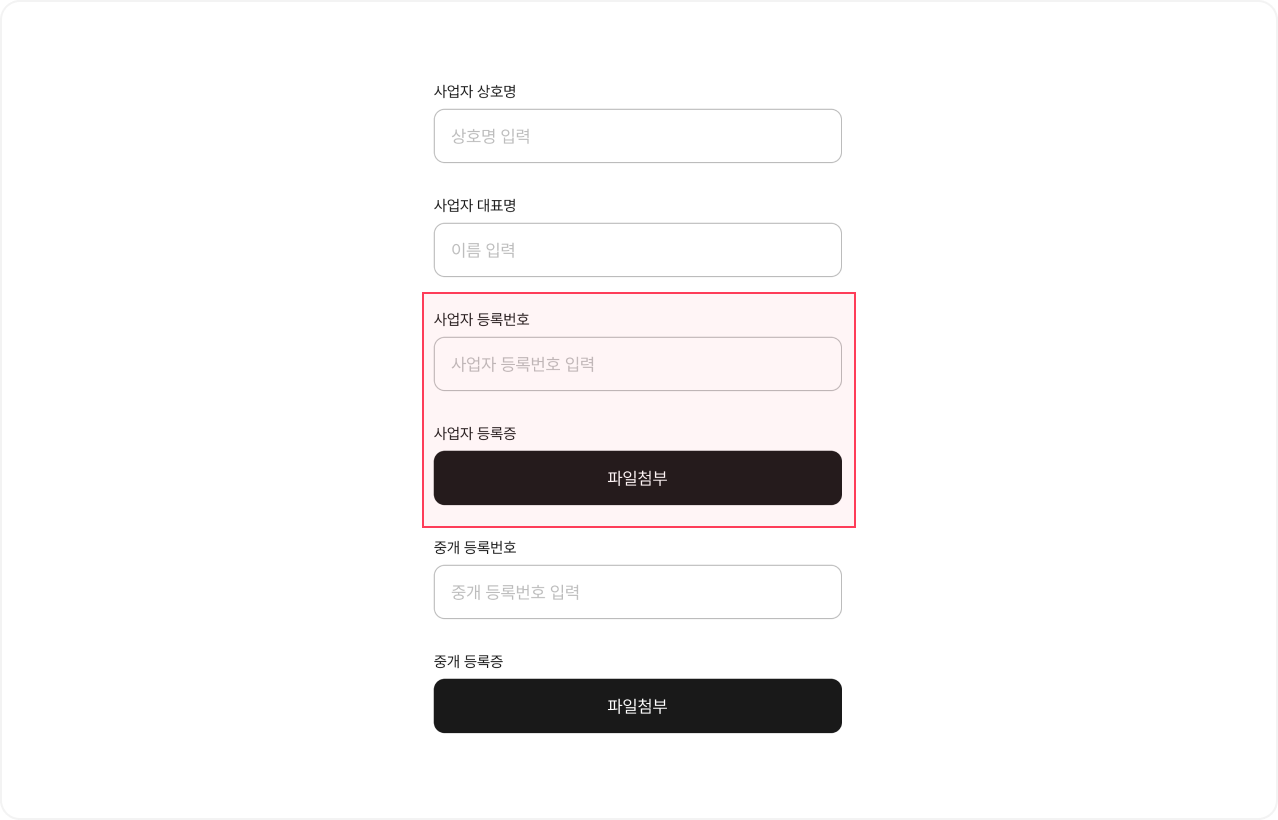 사업자 상호명
상호명 입력
사업자 대표명
이름 입력
사업자 등록번호
사업자 등록번호 입력
사업자 등록증
파일첨부
중개 등록번호
중개 등록번호 입력
중개 등록증
파일첨부